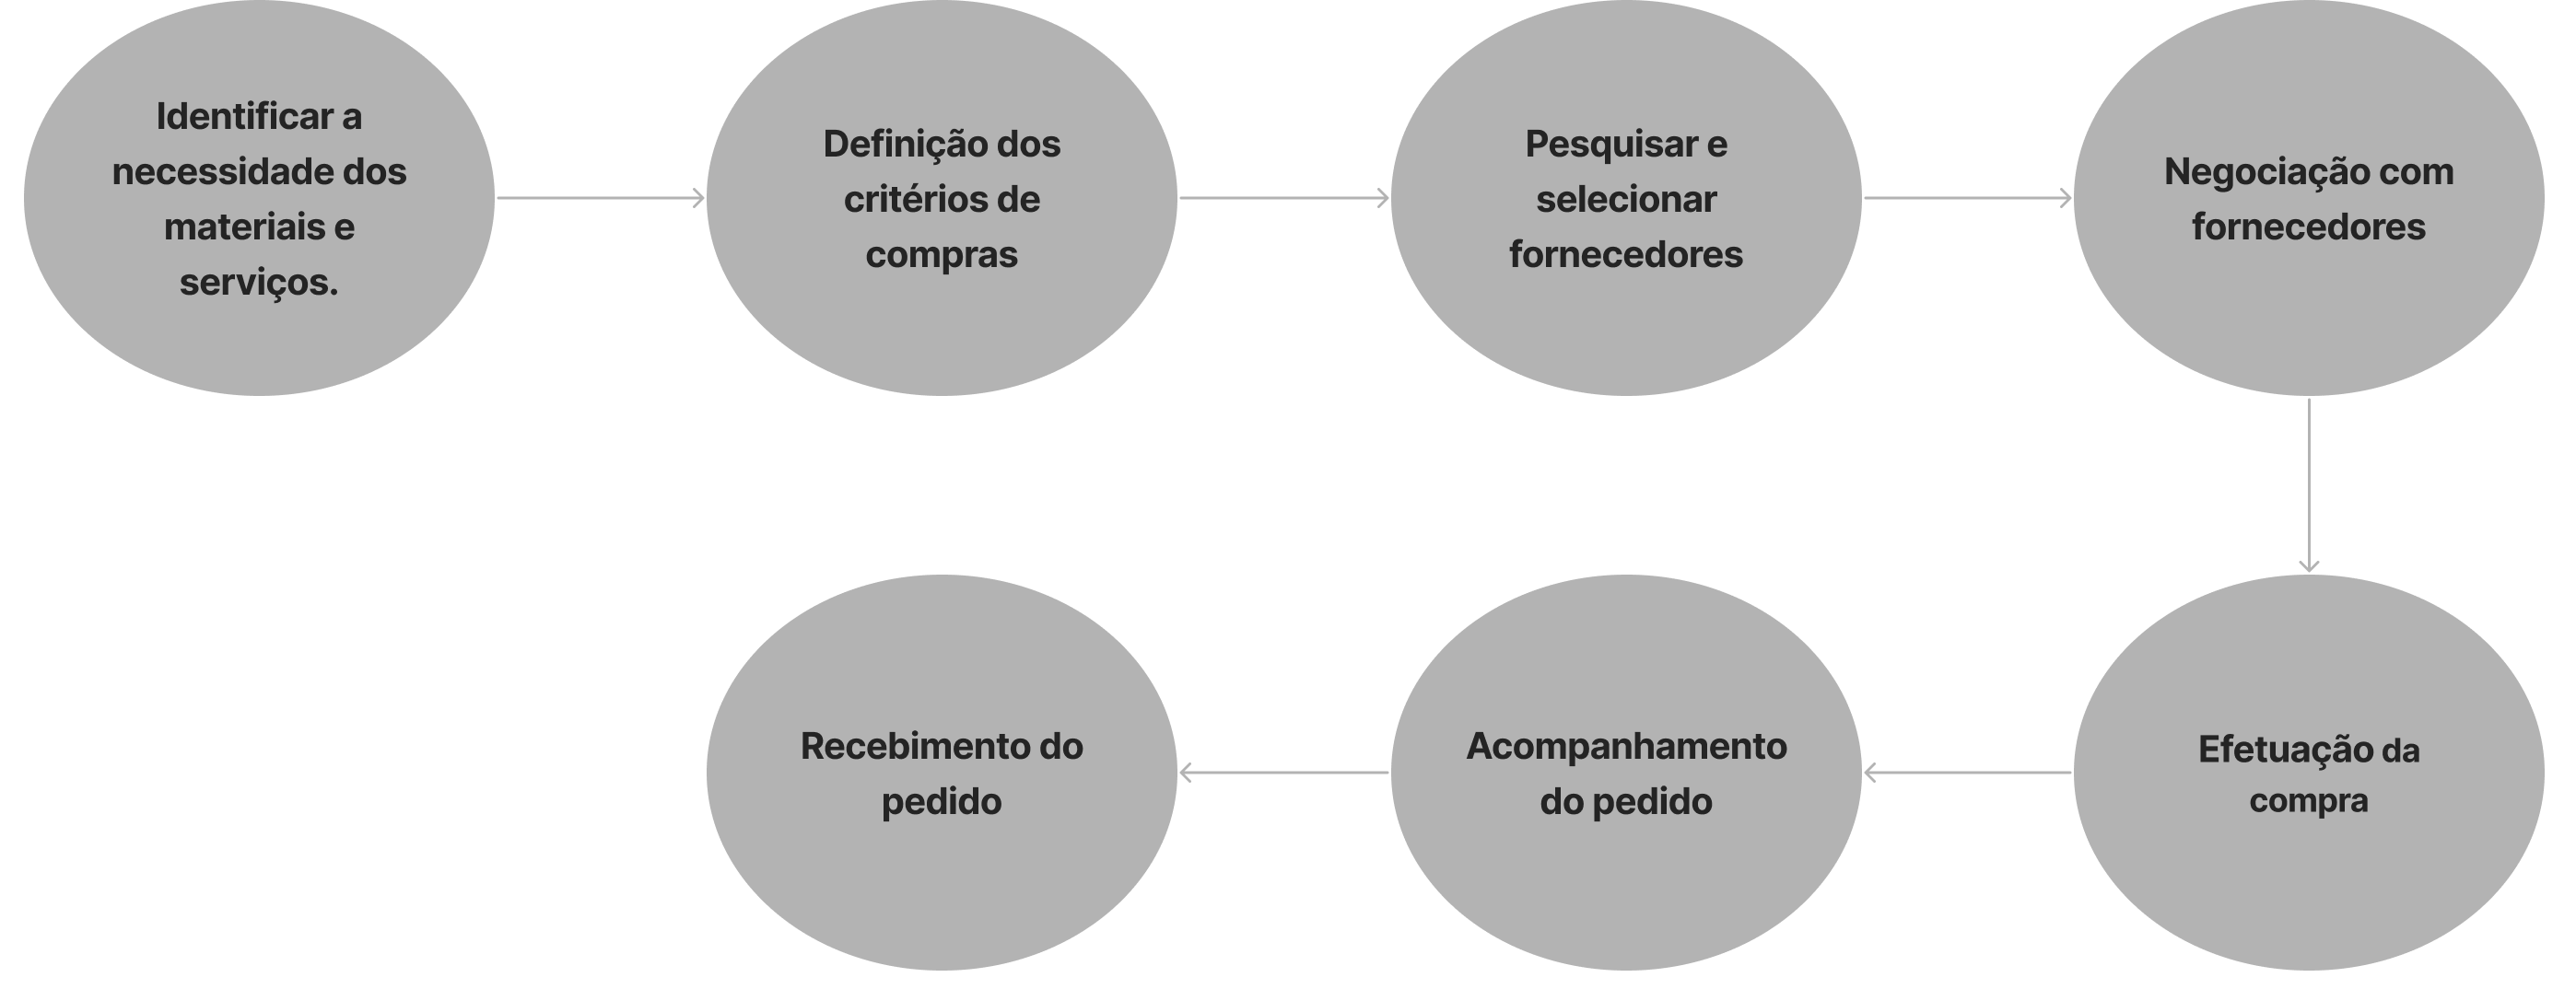 Identificar a
necessidade dos
materiais e
serviços.
Definição dos
critérios de
compras
Pesquisar e
selecionar
fornecedores
Negociação com
fornecedores
Efetuação da
compra
Acompanhamento
do pedido
Recebimento do
pedido